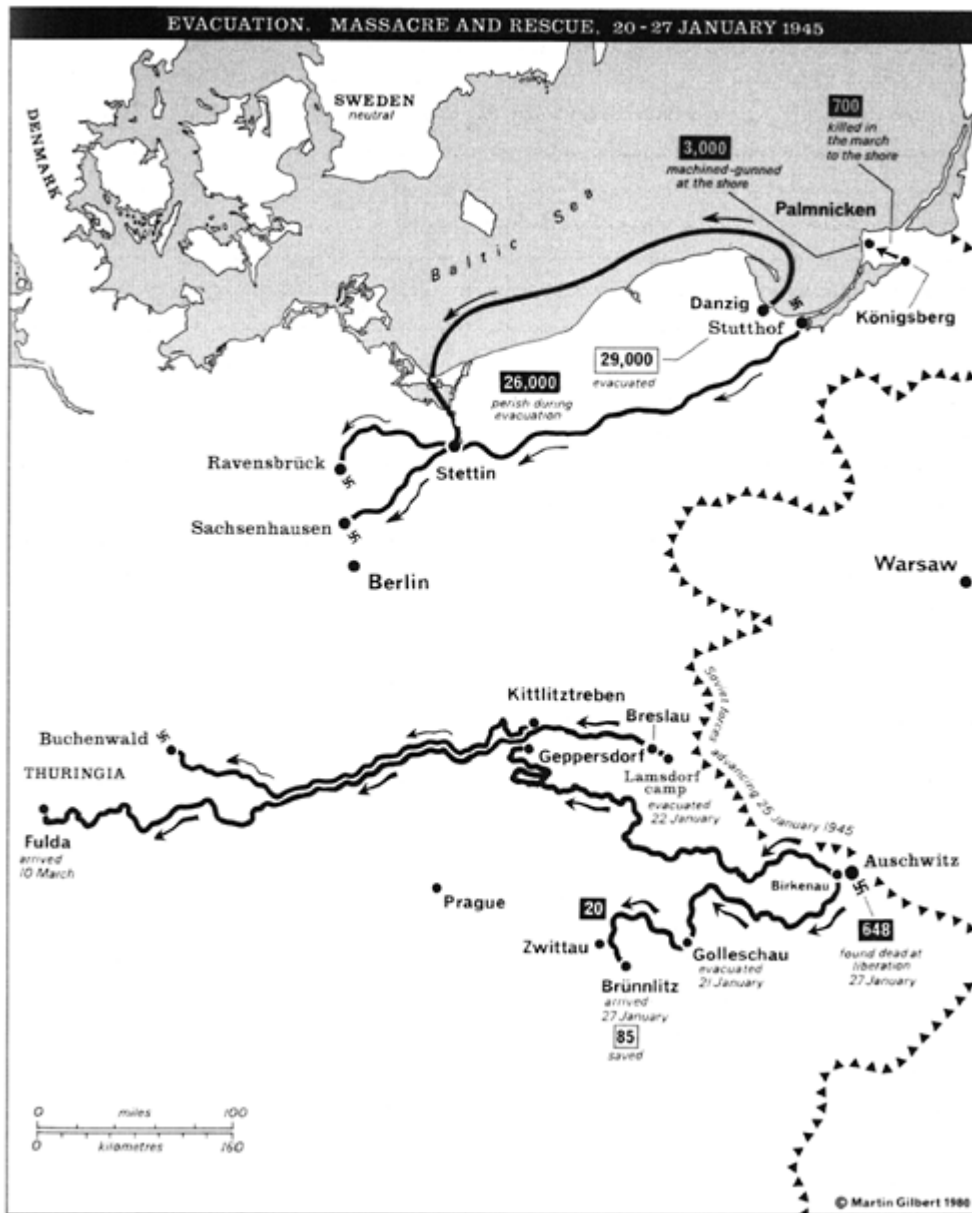 EVACUATION, MASSACRE AND RESCUE, 20-27 JANUARY 1945
DENMARK
SWEDEN
neutral
Baltic Sea
700
killed in
the march
to the shore
3,000
machined-gunned
at the shore
Palmnicken
Königsberg
Danzig
Stutthof
29,000
evacuated
26,000
perish during
evacuation
Ravensbrück
Stettin
Sachsenhausen
Berlin
Warsaw
Soviet forces advancing 25 January 1945
Kittlitztreben
Breslau
Buchenwald
Geppersdorf
Lamsdorf
camp
evacuated
22 January
THURINGIA
Fulda
arrived
10 March
Auschwitz
Birkenau
Prague
20
648
found dead at
liberation
27 January
Zwittau
Golleschau
evacuated
21 January
Brünnlitz
arrived
27 January
85
saved
0 miles 100
0 kilometres 160
© Martin Gilbert 1980